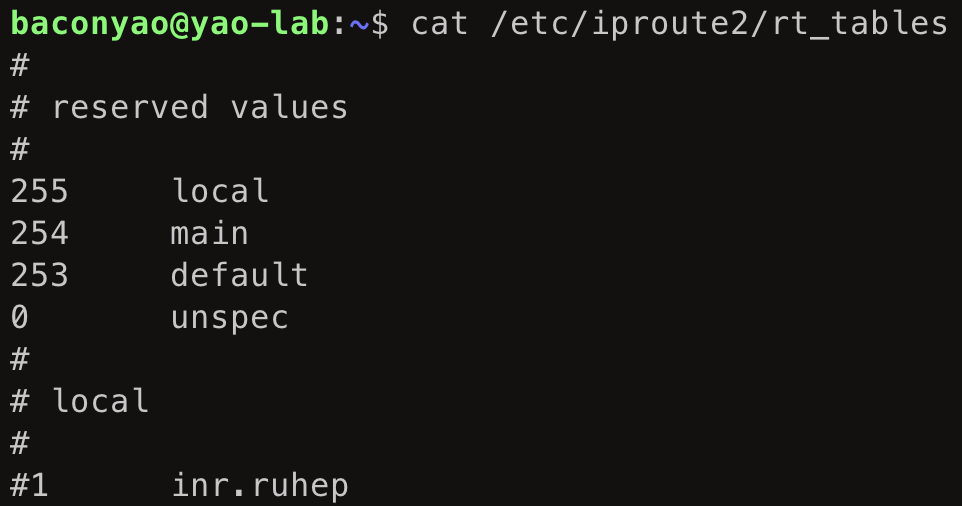 baconyao@yao-lab:~$ cat /etc/iproute2/rt_tables
#
# reserved values
#
255     local
254     main
253     default
0       unspec
#
# local
#
#1      inr.ruhep